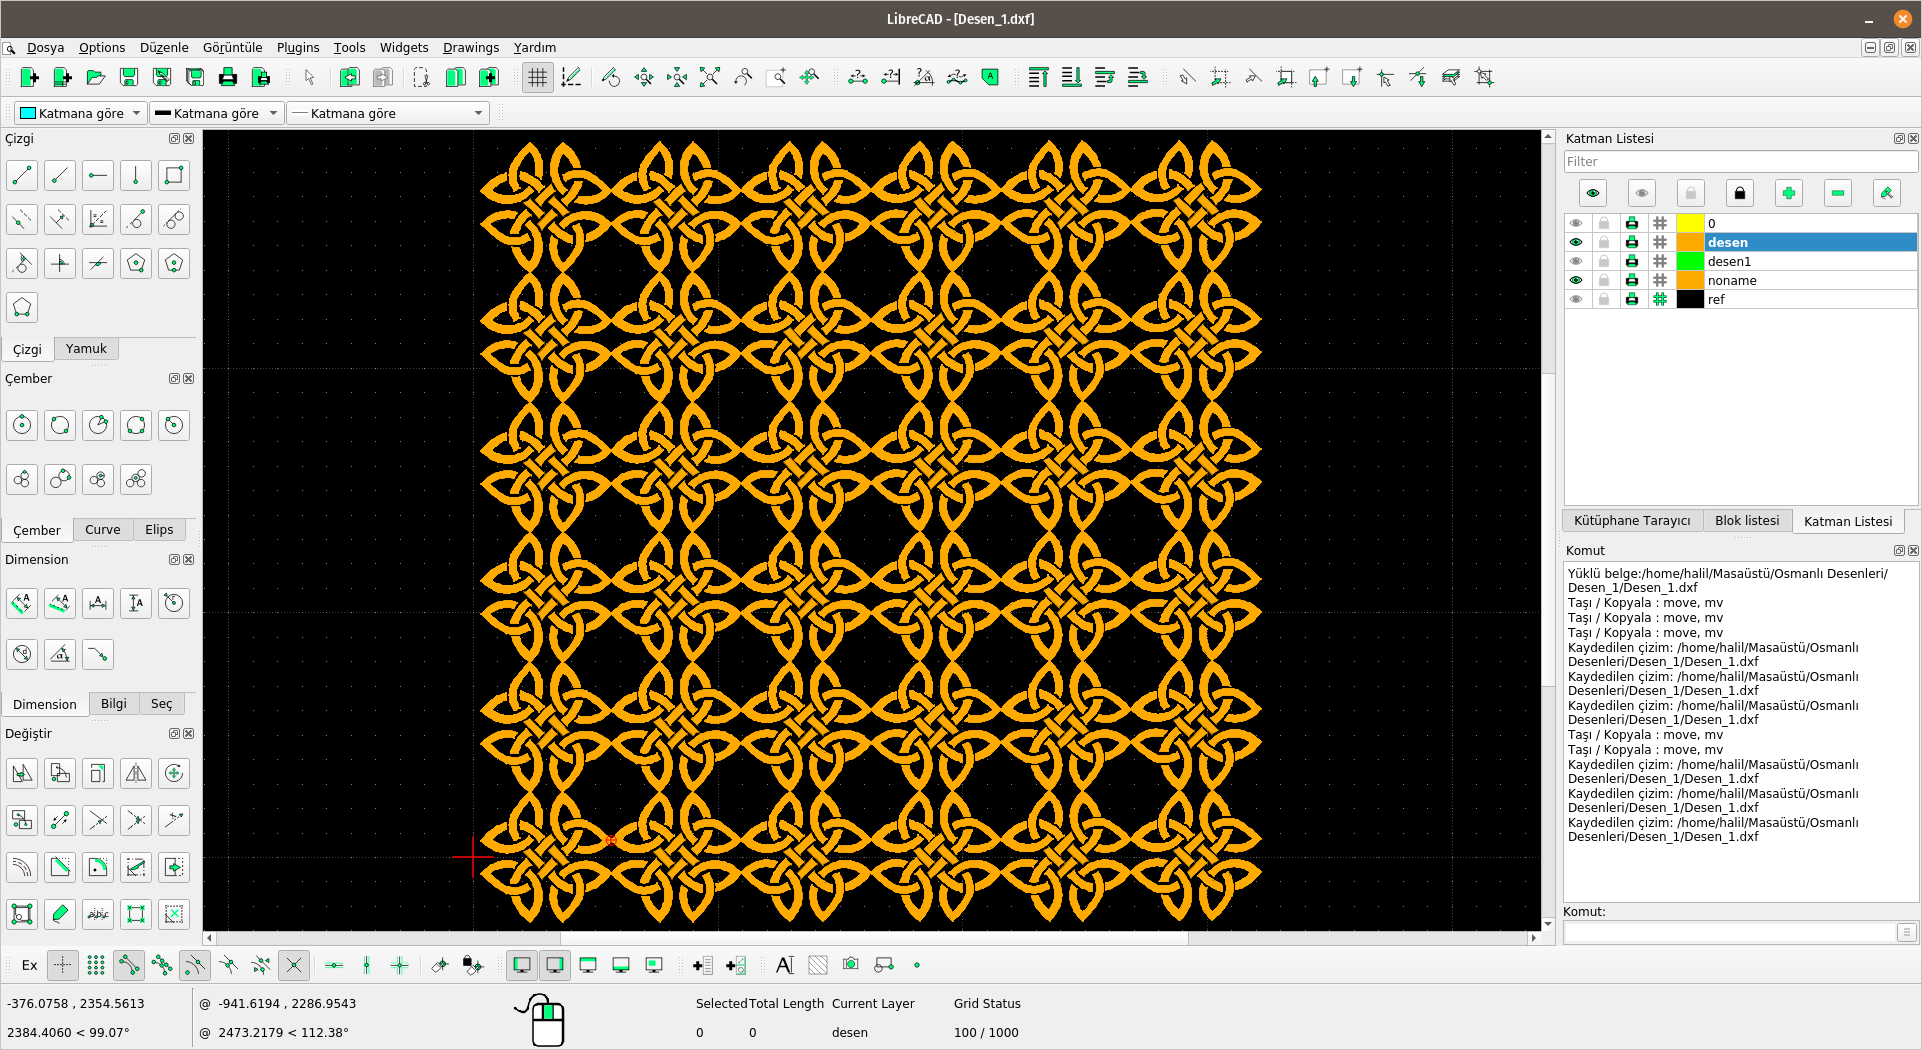 LibreCAD - [Desen_1.dxf]
Dosya Options Düzenle Görüntüle Plugins Tools Widgets Drawings Yardım
Katmana göre Katmana göre Katmana göre
Çizgi
Çizgi Yamuk
Çember
Çember Curve Elips
Dimension
Dimension Bilgi Seç
Değiştir
Katman Listesi
Filter
0
desen
desen1
noname
ref
Kütüphane Tarayıcı Blok listesi Katman Listesi
Komut
Yüklü belge:/home/halil/Masaüstü/Osmanlı Desenleri/
Desen_1/Desen_1.dxf
Taşı / Kopyala : move, mv
Taşı / Kopyala : move, mv
Taşı / Kopyala : move, mv
Kaydedilen çizim: /home/halil/Masaüstü/Osmanlı
Desenleri/Desen_1/Desen_1.dxf
Kaydedilen çizim: /home/halil/Masaüstü/Osmanlı
Desenleri/Desen_1/Desen_1.dxf
Kaydedilen çizim: /home/halil/Masaüstü/Osmanlı
Desenleri/Desen_1/Desen_1.dxf
Taşı / Kopyala : move, mv
Taşı / Kopyala : move, mv
Kaydedilen çizim: /home/halil/Masaüstü/Osmanlı
Desenleri/Desen_1/Desen_1.dxf
Kaydedilen çizim: /home/halil/Masaüstü/Osmanlı
Desenleri/Desen_1/Desen_1.dxf
Kaydedilen çizim: /home/halil/Masaüstü/Osmanlı
Desenleri/Desen_1/Desen_1.dxf
Komut:
Ex
-376.0758 , 2354.5613 @ -941.6194 , 2286.9543 Selected Total Length Current Layer Grid Status
2384.4060 < 99.07° @ 2473.2179 < 112.38° 0 0 desen 100 / 1000